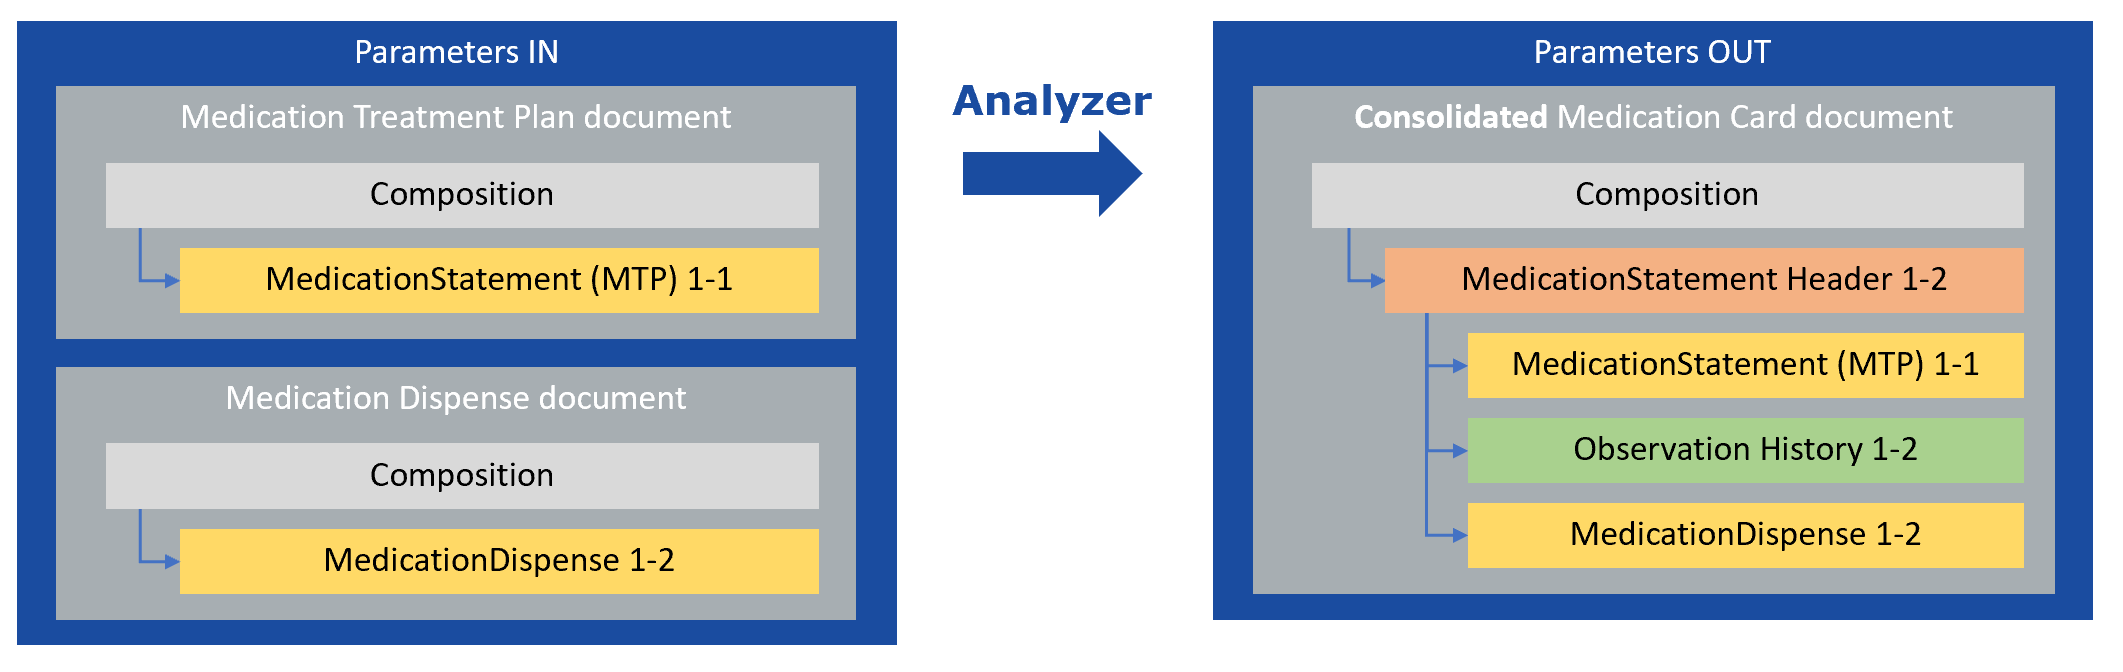 Parameters IN
Medication Treatment Plan document
Composition
MedicationStatement (MTP) 1-1
Medication Dispense document
Composition
MedicationDispense 1-2
Analyzer
Parameters OUT
Consolidated Medication Card document
Composition
MedicationStatement Header 1-2
MedicationStatement (MTP) 1-1
Observation History 1-2
MedicationDispense 1-2